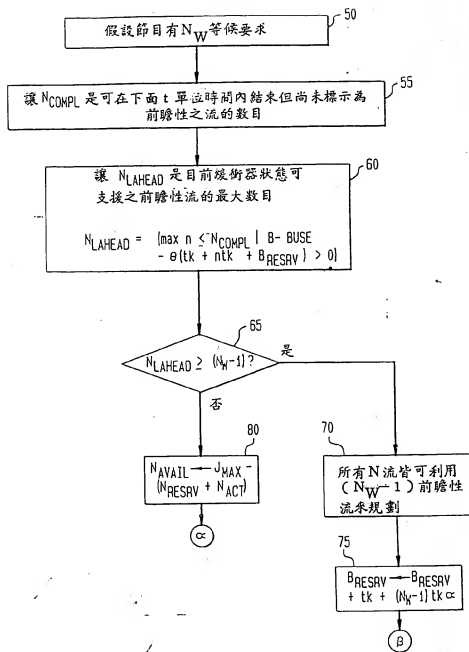 50
假設節目有 N_W 等候要求
55
讓 N_COMPL 是可在下面 t 單位時間內結束但尚未標示為
前瞻性之流的數目
60
讓 N_LAHEAD 是目前緩衝器狀態可
支援之前瞻性流的最大數目
N_LAHEAD = {max n ≤ N_COMPL | B- BUSE
- θ(tk + ntk + B_RESRV) > 0}
65
N_LAHEAD ≥ (N_W-1)?
是
否
80
N_AVAIL ← J_MAX -
(N_RESRV + N_ACT)
α
70
所有 N 流皆可利用
(N_W-1) 前瞻性
流來規劃
75
B_RESRV ← B_RESRV
+ tk + (N_W-1) tk α
β